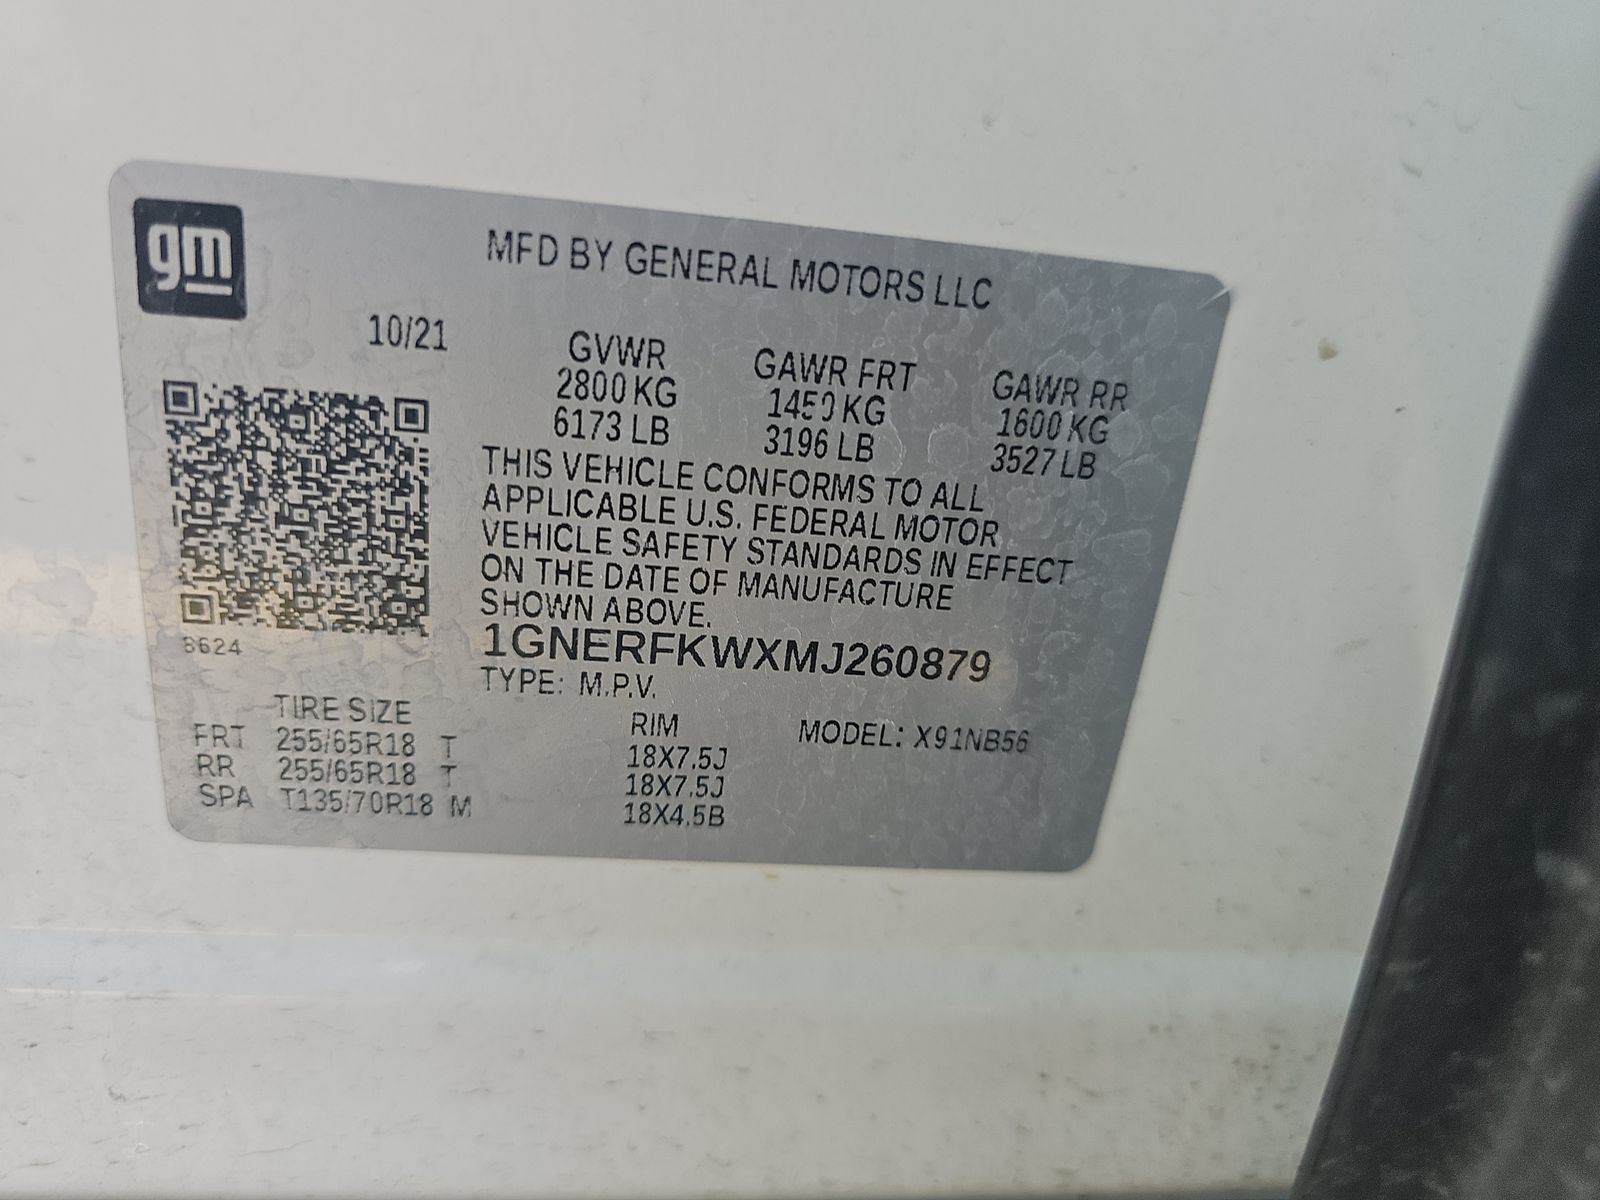 gm
MFD BY GENERAL MOTORS LLC
10/21
GVWR GAWR FRT GAWR RR
2800 KG 1450 KG 1600 KG
6173 LB 3196 LB 3527 LB
THIS VEHICLE CONFORMS TO ALL
APPLICABLE U.S. FEDERAL MOTOR
VEHICLE SAFETY STANDARDS IN EFFECT
ON THE DATE OF MANUFACTURE
SHOWN ABOVE.
8624
1GNERFKWXMJ260879
TYPE: M.P.V.
TIRE SIZE RIM MODEL: X91NB56
FRT 255/65R18 T 18X7.5J
RR 255/65R18 T 18X7.5J
SPA T135/70R18 M 18X4.5B